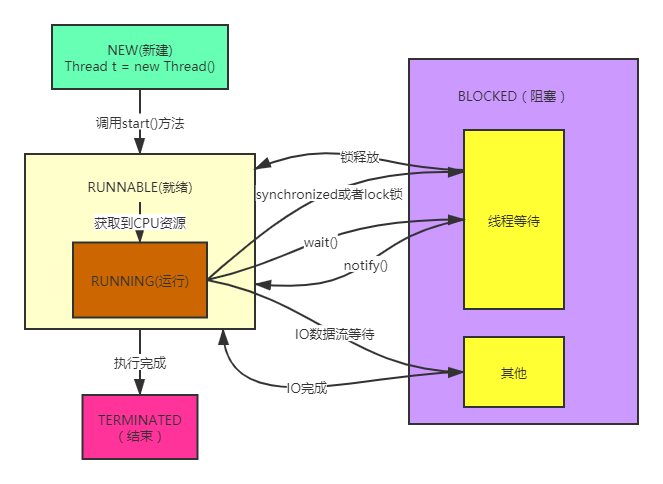 NEW(新建)
Thread t = new Thread()
调用start()方法
RUNNABLE(就绪)
获取到CPU资源
RUNNING(运行)
执行完成
TERMINATED
（结束）
锁释放
synchronized或者lock锁
wait()
notify()
IO数据流等待
IO完成
BLOCKED（阻塞）
线程等待
其他